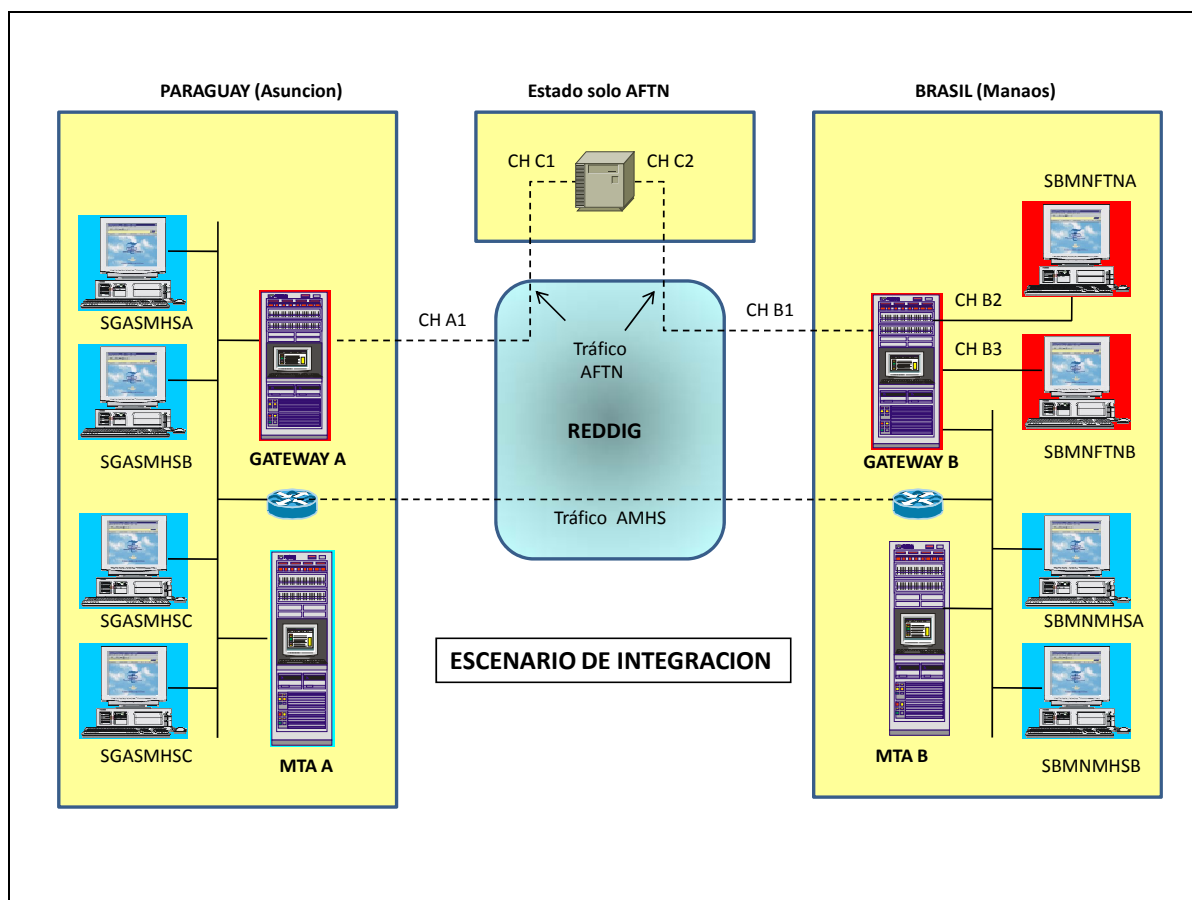 PARAGUAY (Asuncion)
Estado solo AFTN
BRASIL (Manaos)
CH C1
CH C2
SBMNFTNA
SGASMHSA
CH A1
CH B1
CH B2
Tráfico
AFTN
CH B3
REDDIG
SGASMHSB
GATEWAY A
GATEWAY B
SBMNFTNB
Tráfico AMHS
SGASMHSC
SBMNMHSA
ESCENARIO DE INTEGRACION
SGASMHSC
MTA A
MTA B
SBMNMHSB